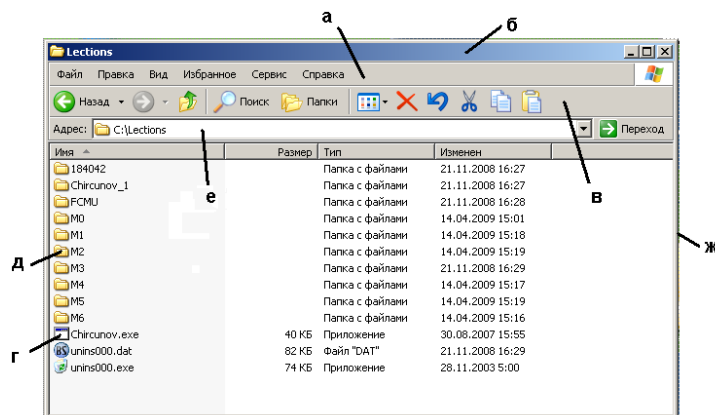 а
б
Lections
Файл Правка Вид Избранное Сервис Справка
Назад Поиск Папки
в
Адрес: C:\Lections Переход
е
Имя Размер Тип Изменен
184042 Папка с файлами 21.11.2008 16:27
Chircunov_1 Папка с файлами 21.11.2008 16:27
FCMU Папка с файлами 21.11.2008 16:28
M0 Папка с файлами 14.04.2009 15:01
M1 Папка с файлами 14.04.2009 15:18
ж
д
M2 Папка с файлами 14.04.2009 15:19
M3 Папка с файлами 21.11.2008 16:29
M4 Папка с файлами 14.04.2009 15:17
M5 Папка с файлами 14.04.2009 15:19
M6 Папка с файлами 14.04.2009 15:16
Chircunov.exe 40 КБ Приложение 30.08.2007 15:55
г
unins000.dat 82 КБ Файл "DAT" 21.11.2008 16:29
unins000.exe 74 КБ Приложение 28.11.2003 5:00